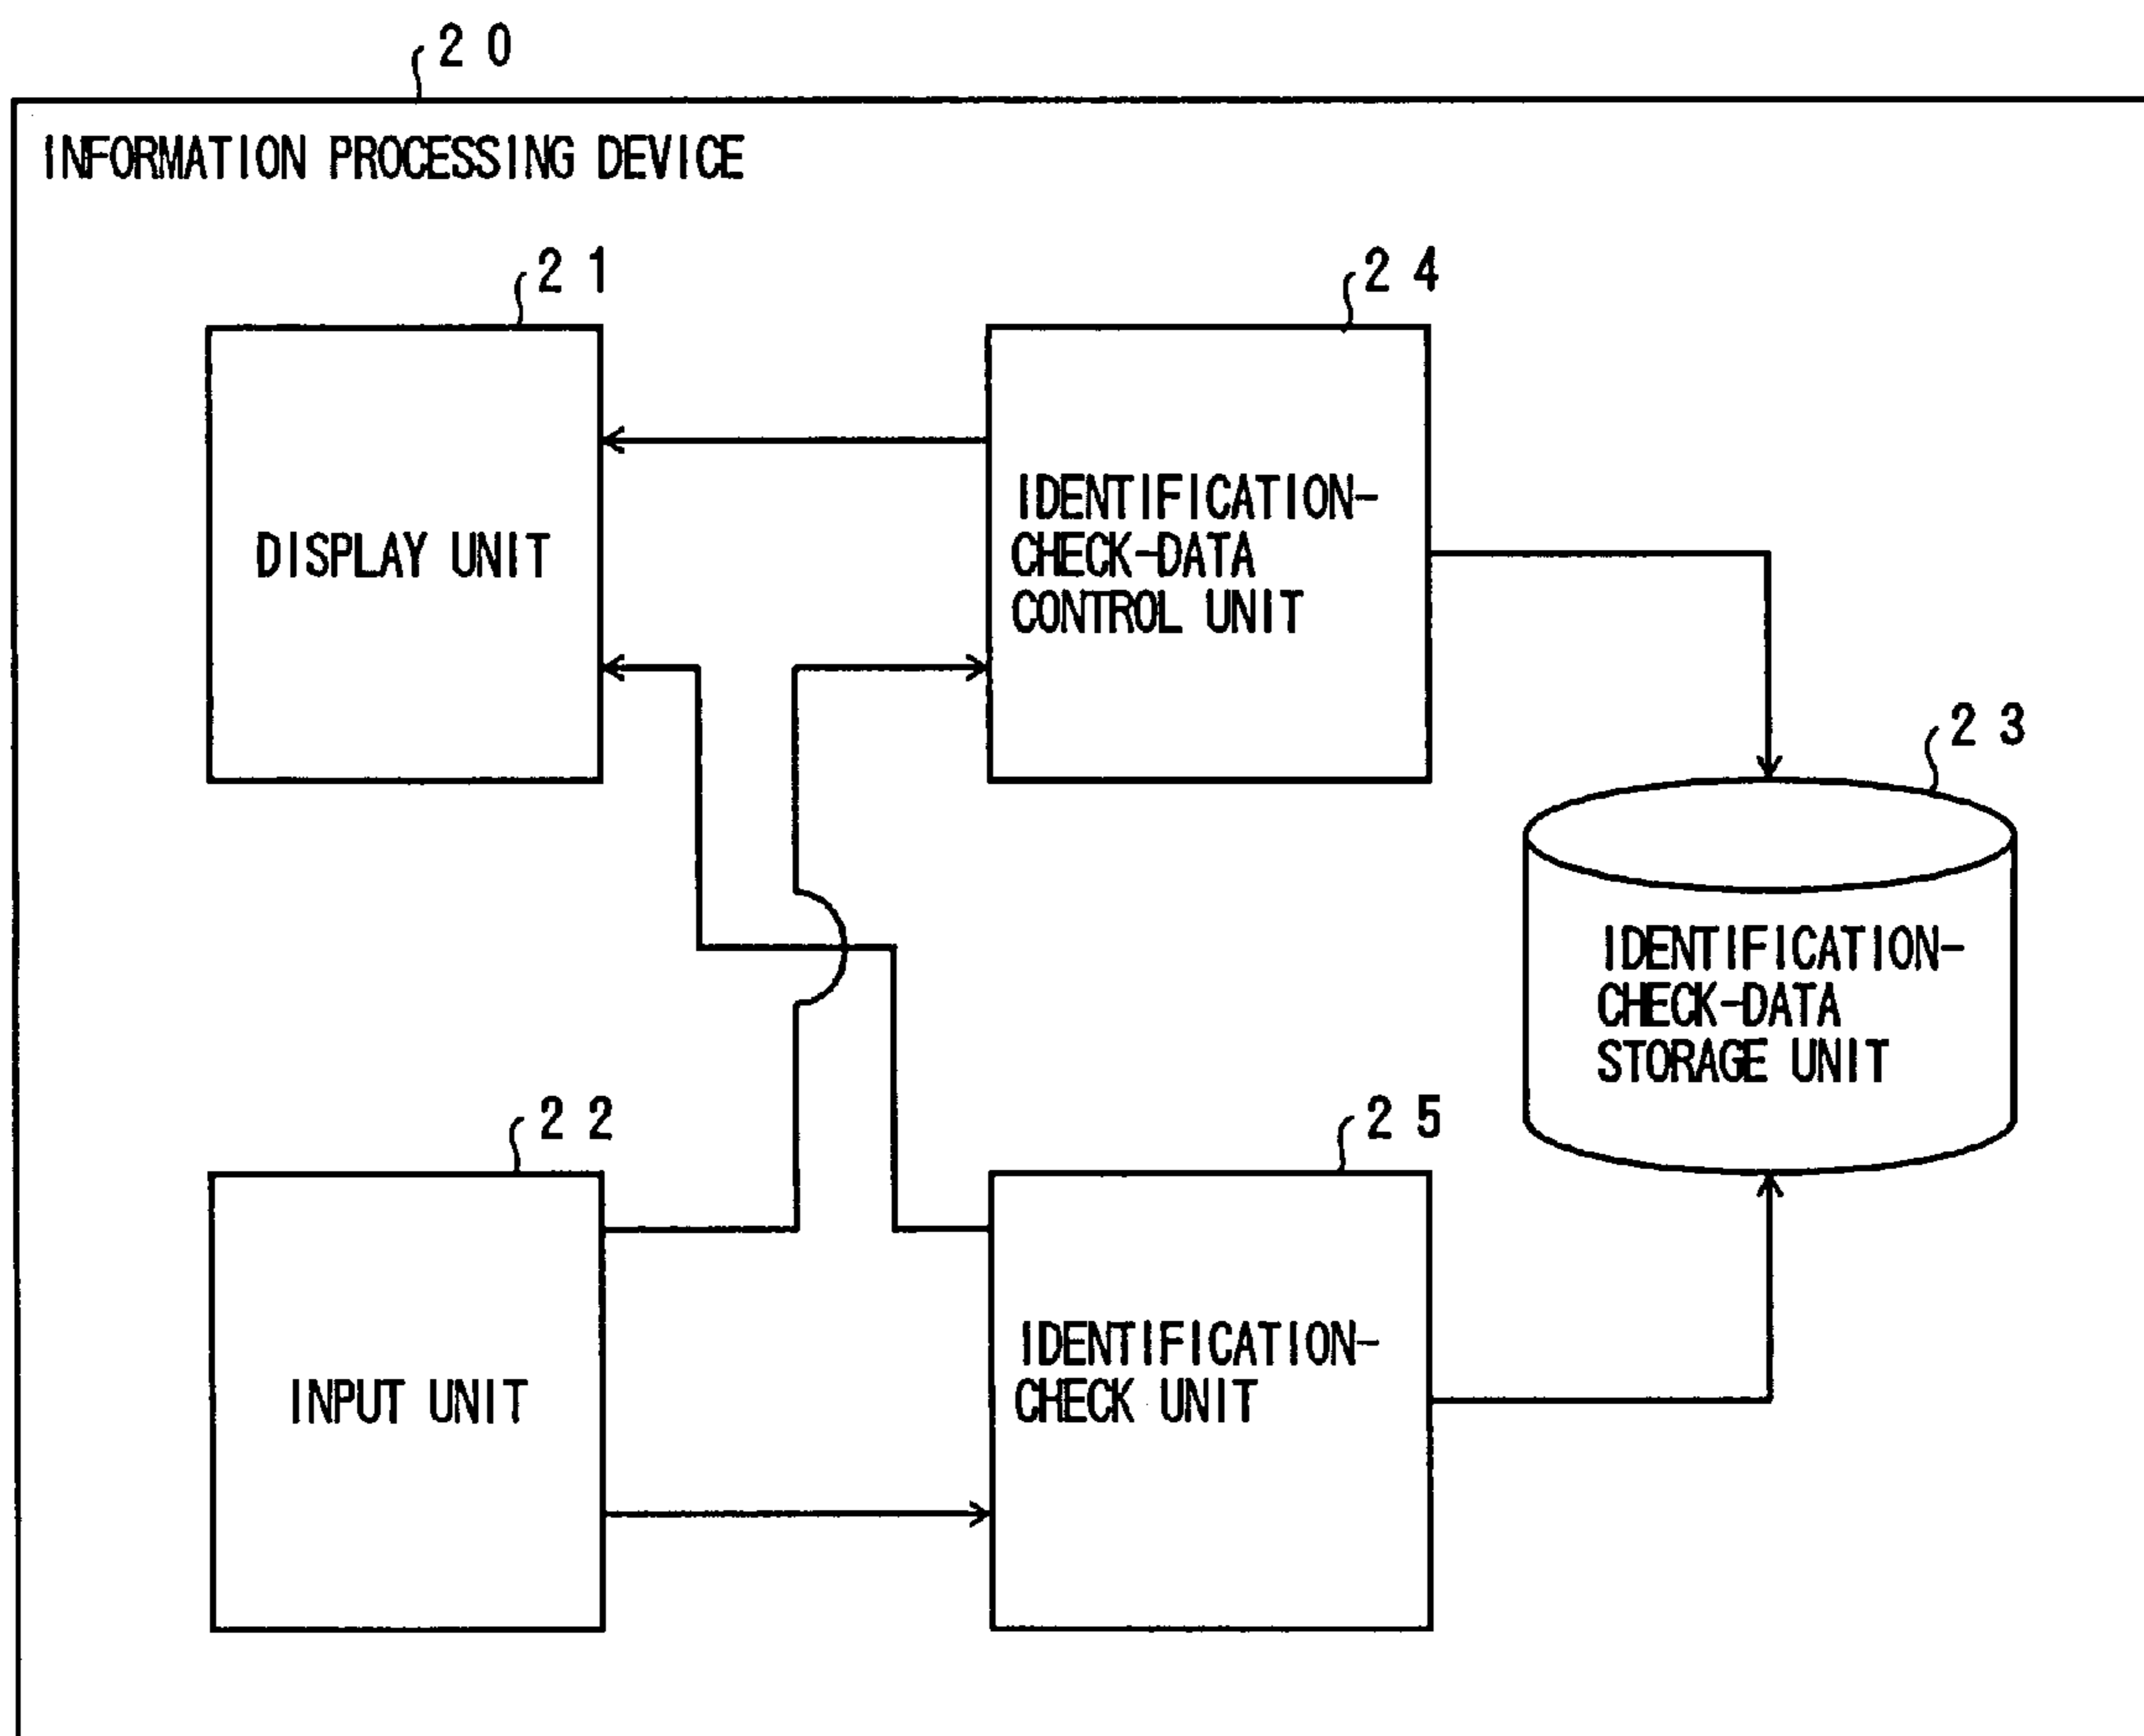 20
INFORMATION PROCESSING DEVICE
21
24
DISPLAY UNIT
IDENTIFICATION-
CHECK-DATA
CONTROL UNIT
23
IDENTIFICATION-
CHECK-DATA
STORAGE UNIT
22
25
INPUT UNIT
IDENTIFICATION-
CHECK UNIT